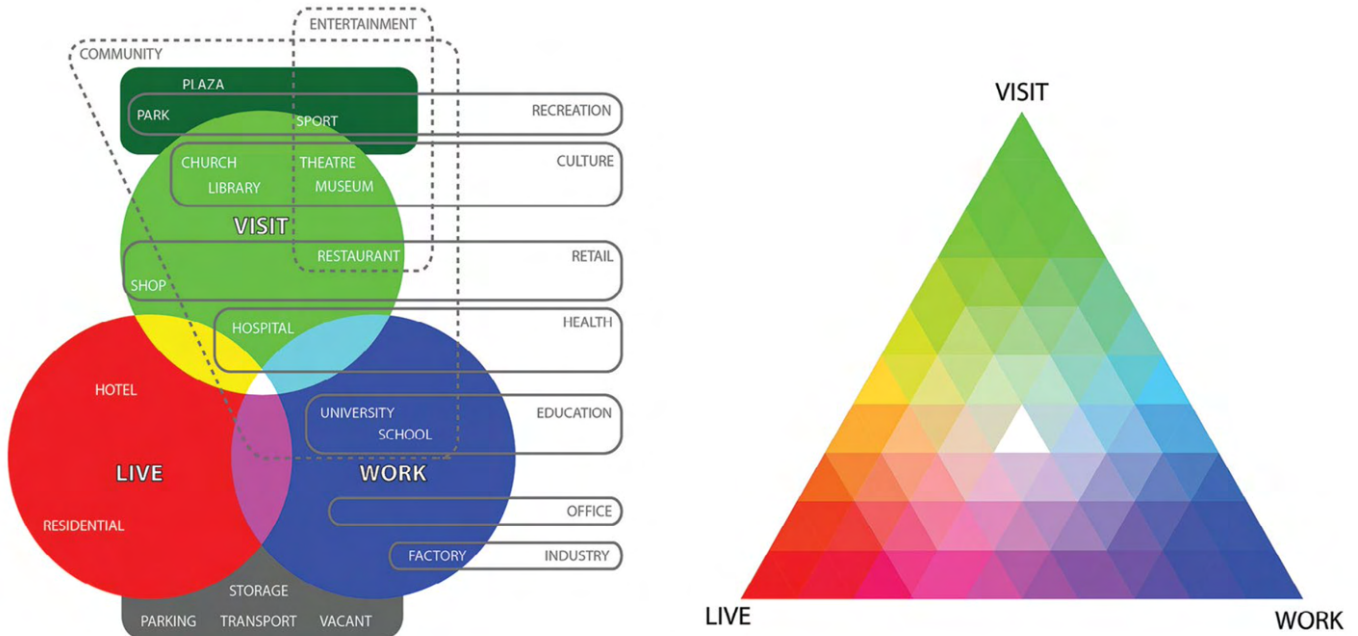 ENTERTAINMENT
COMMUNITY
PLAZA
PARK
SPORT
RECREATION
CHURCH
THEATRE
CULTURE
LIBRARY
MUSEUM
VISIT
RESTAURANT
RETAIL
SHOP
HOSPITAL
HEALTH
HOTEL
UNIVERSITY
EDUCATION
SCHOOL
LIVE
WORK
RESIDENTIAL
OFFICE
FACTORY
INDUSTRY
STORAGE
PARKING TRANSPORT VACANT
VISIT
LIVE
WORK